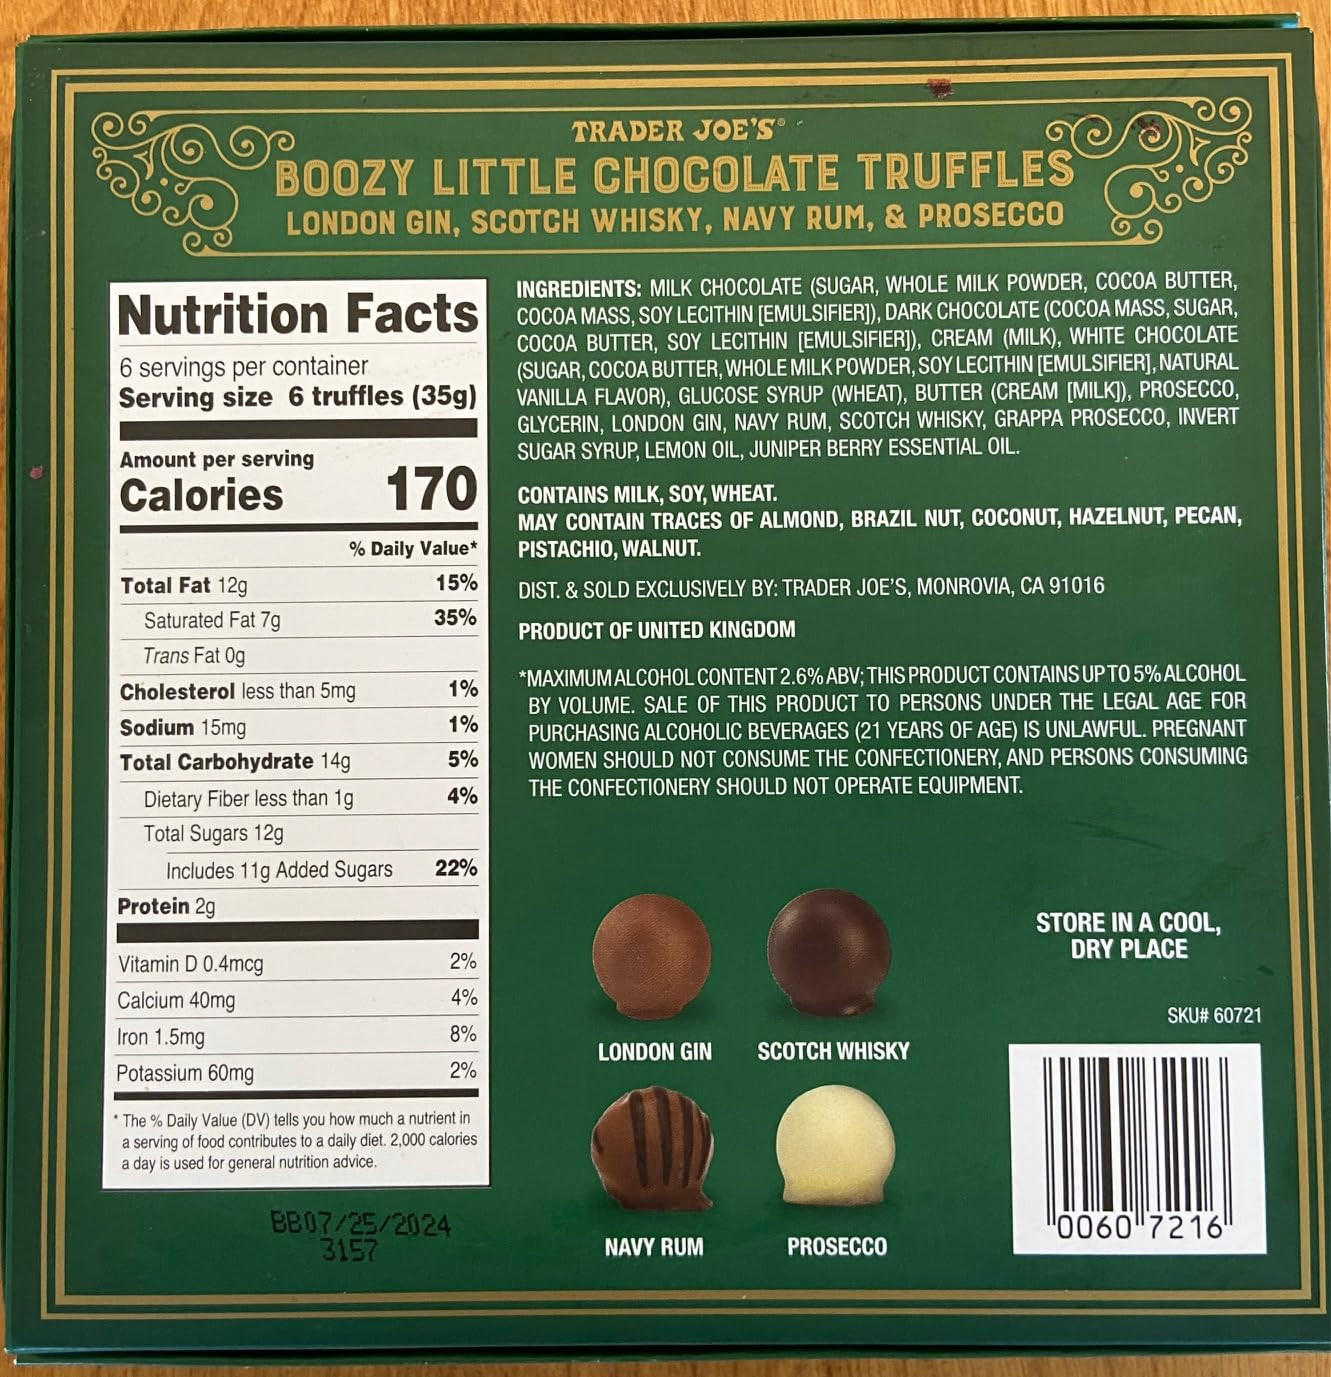 TRADER JOE'S®
BOOZY LITTLE CHOCOLATE TRUFFLES
LONDON GIN, SCOTCH WHISKY, NAVY RUM, & PROSECCO
Nutrition Facts
6 servings per container
Serving size 6 truffles (35g)
Amount per serving
Calories 170
% Daily Value*
Total Fat 12g 15%
Saturated Fat 7g 35%
Trans Fat 0g
Cholesterol less than 5mg 1%
Sodium 15mg 1%
Total Carbohydrate 14g 5%
Dietary Fiber less than 1g 4%
Total Sugars 12g
Includes 11g Added Sugars 22%
Protein 2g
Vitamin D 0.4mcg 2%
Calcium 40mg 4%
Iron 1.5mg 8%
Potassium 60mg 2%
* The % Daily Value (DV) tells you how much a nutrient in
a serving of food contributes to a daily diet. 2,000 calories
a day is used for general nutrition advice.
BB07/25/2024
3157
INGREDIENTS: MILK CHOCOLATE (SUGAR, WHOLE MILK POWDER, COCOA BUTTER,
COCOA MASS, SOY LECITHIN [EMULSIFIER]), DARK CHOCOLATE (COCOA MASS, SUGAR,
COCOA BUTTER, SOY LECITHIN [EMULSIFIER]), CREAM (MILK), WHITE CHOCOLATE
(SUGAR, COCOA BUTTER, WHOLE MILK POWDER, SOY LECITHIN [EMULSIFIER], NATURAL
VANILLA FLAVOR), GLUCOSE SYRUP (WHEAT), BUTTER (CREAM [MILK]), PROSECCO,
GLYCERIN, LONDON GIN, NAVY RUM, SCOTCH WHISKY, GRAPPA PROSECCO, INVERT
SUGAR SYRUP, LEMON OIL, JUNIPER BERRY ESSENTIAL OIL.
CONTAINS MILK, SOY, WHEAT.
MAY CONTAIN TRACES OF ALMOND, BRAZIL NUT, COCONUT, HAZELNUT, PECAN,
PISTACHIO, WALNUT.
DIST. & SOLD EXCLUSIVELY BY: TRADER JOE'S, MONROVIA, CA 91016
PRODUCT OF UNITED KINGDOM
*MAXIMUM ALCOHOL CONTENT 2.6% ABV; THIS PRODUCT CONTAINS UP TO 5% ALCOHOL
BY VOLUME. SALE OF THIS PRODUCT TO PERSONS UNDER THE LEGAL AGE FOR
PURCHASING ALCOHOLIC BEVERAGES (21 YEARS OF AGE) IS UNLAWFUL. PREGNANT
WOMEN SHOULD NOT CONSUME THE CONFECTIONERY, AND PERSONS CONSUMING
THE CONFECTIONERY SHOULD NOT OPERATE EQUIPMENT.
LONDON GIN
SCOTCH WHISKY
NAVY RUM
PROSECCO
STORE IN A COOL,
DRY PLACE
SKU# 60721
0060 7216